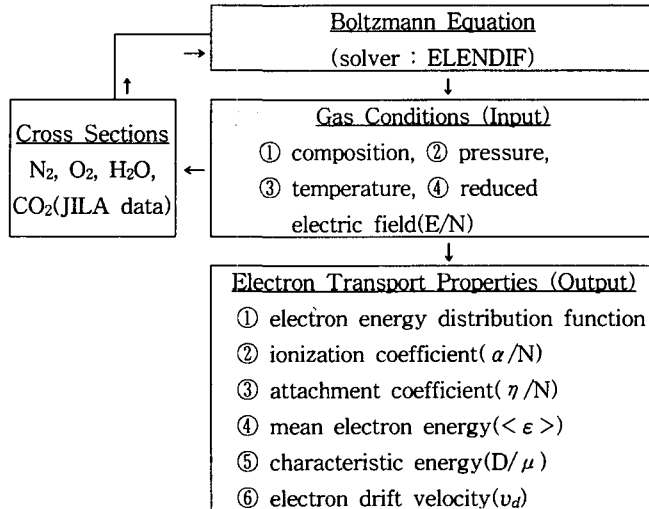 Boltzmann Equation
(solver : ELENDIF)
Gas Conditions (Input)
① composition, ② pressure,
③ temperature, ④ reduced
electric field(E/N)
Cross Sections
N₂, O₂, H₂O,
CO₂(JILA data)
Electron Transport Properties (Output)
① electron energy distribution function
② ionization coefficient(α/N)
③ attachment coefficient(η/N)
④ mean electron energy(<ε>)
⑤ characteristic energy(D/μ)
⑥ electron drift velocity(υd)